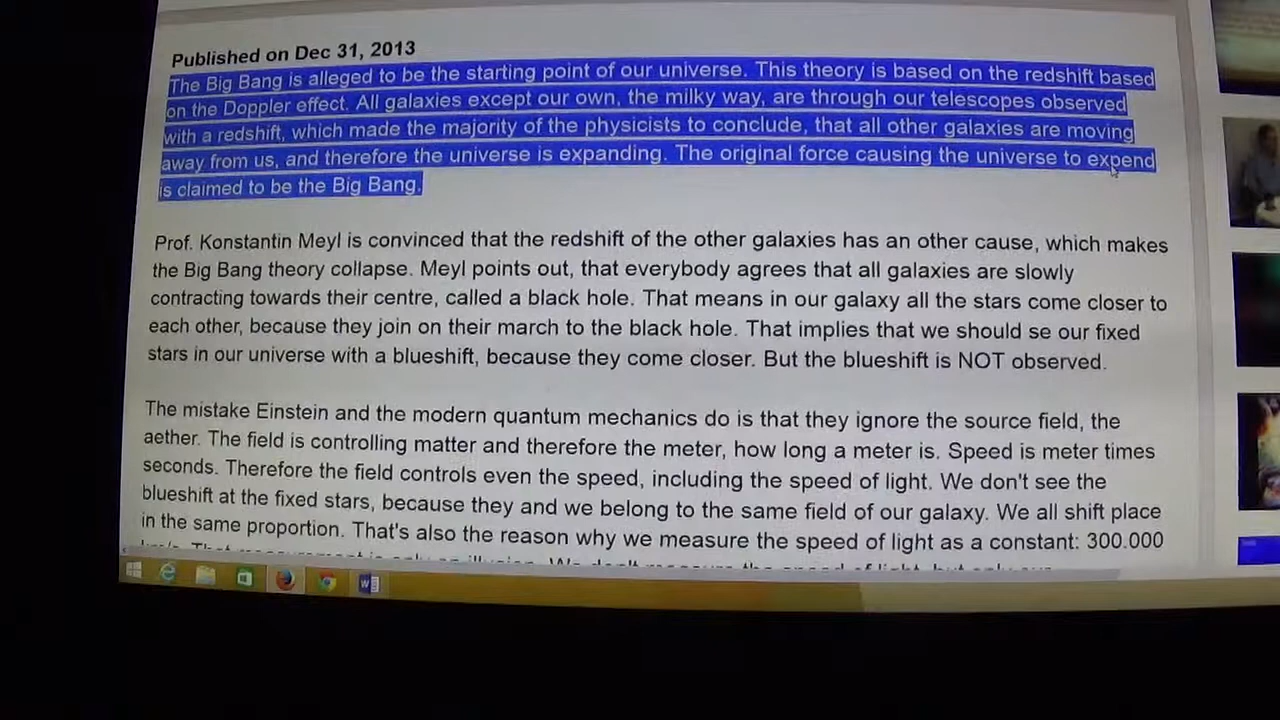 Published on Dec 31, 2013
The Big Bang is alleged to be the starting point of our universe. This theory is based on the redshift based
on the Doppler effect. All galaxies except our own, the milky way, are through our telescopes observed
with a redshift, which made the majority of the physicists to conclude, that all other galaxies are moving
away from us, and therefore the universe is expanding. The original force causing the universe to expend
is claimed to be the Big Bang.
Prof. Konstantin Meyl is convinced that the redshift of the other galaxies has an other cause, which makes
the Big Bang theory collapse. Meyl points out, that everybody agrees that all galaxies are slowly
contracting towards their centre, called a black hole. That means in our galaxy all the stars come closer to
each other, because they join on their march to the black hole. That implies that we should se our fixed
stars in our universe with a blueshift, because they come closer. But the blueshift is NOT observed.
The mistake Einstein and the modern quantum mechanics do is that they ignore the source field, the
aether. The field is controlling matter and therefore the meter, how long a meter is. Speed is meter times
seconds. Therefore the field controls even the speed, including the speed of light. We don't see the
blueshift at the fixed stars, because they and we belong to the same field of our galaxy. We all shift place
in the same proportion. That's also the reason why we measure the speed of light as a constant: 300.000